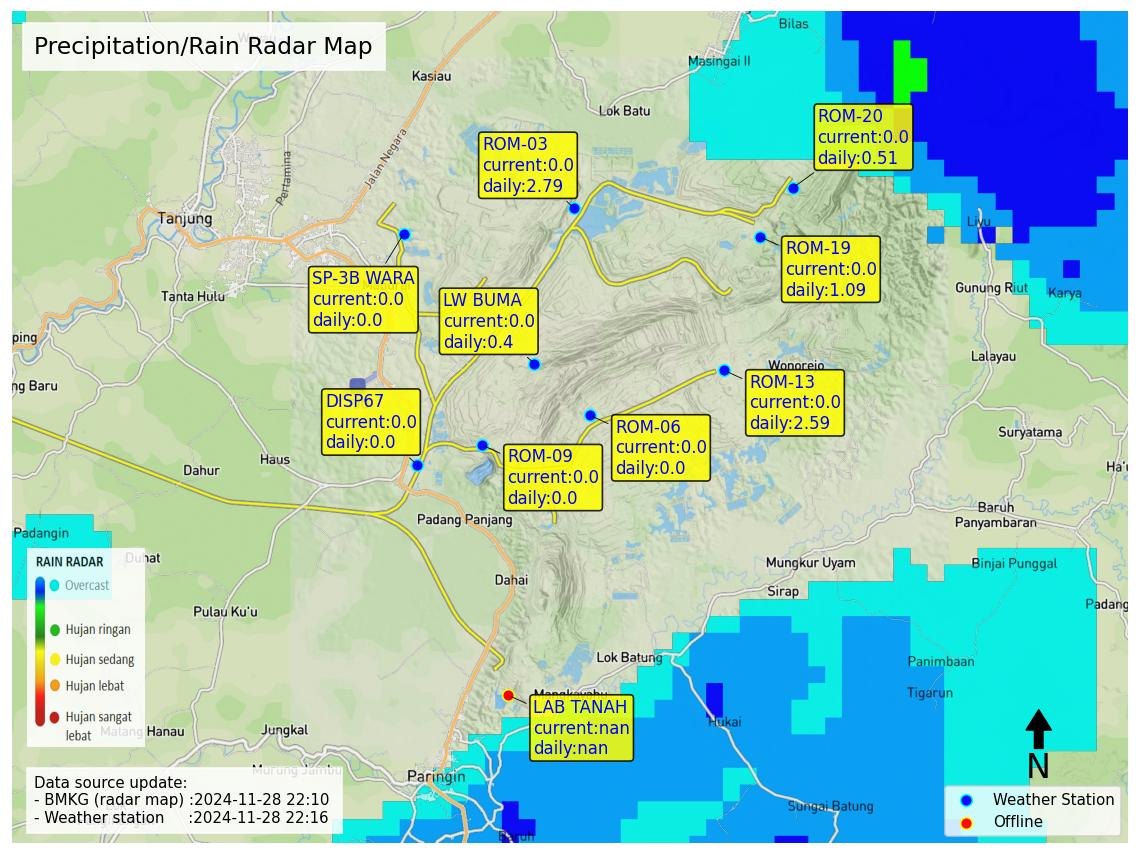 Precipitation/Rain Radar Map
Bilas
Masingai II
Kasiau
Lok Batu
ROM-20
current:0.0
daily:0.51
ROM-03
current:0.0
daily:2.79
Jalan Negara
Pertamina
Tanjung
Liyu
ROM-19
current:0.0
daily:1.09
SP-3B WARA
current:0.0
daily:0.0
Tanta Hulu
LW BUMA
current:0.0
daily:0.4
Gunung Riut
Karya
ping
Lalayau
Wonorejo
ng Baru
ROM-13
current:0.0
daily:2.59
DISP67
current:0.0
daily:0.0
ROM-06
current:0.0
daily:0.0
Suryatama
Haus
Dahur
ROM-09
current:0.0
daily:0.0
Ha'u
Baruh
Panyambaran
Padang Panjang
Padangin
Duhat
Mungkur Uyam
Binjai Punggal
Dahai
Sirap
Padang
Pulau Ku'u
RAIN RADAR
Overcast
Hujan ringan
Hujan sedang
Hujan lebat
Hujan sangat
lebat
Lok Batung
Panimbaan
Tigarun
Mangkayahu
LAB TANAH
current:nan
daily:nan
Hukai
Matang Hanau
Jungkal
Murung Jambu
Paringin
N
Data source update:
- BMKG (radar map) :2024-11-28 22:10
- Weather station :2024-11-28 22:16
Sungai Batung
Baruh
Weather Station
Offline